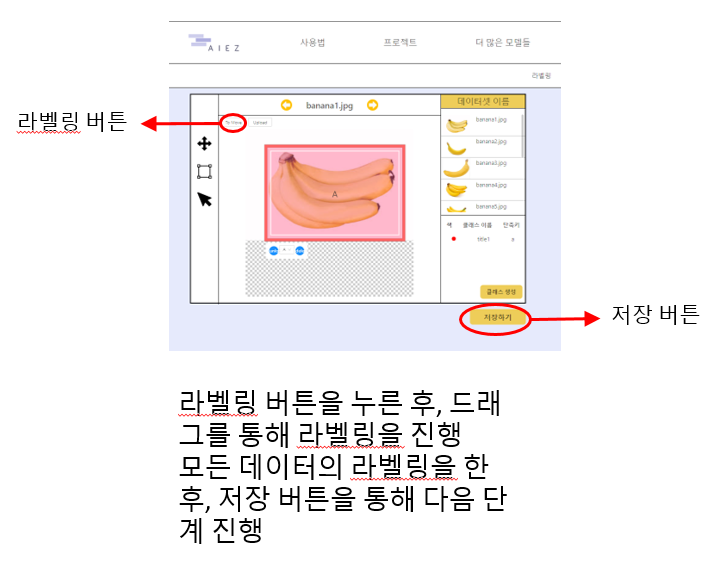 AIEZ
사용법
프로젝트
더 많은 모델들
라벨링
라벨링 버튼
banana1.jpg
데이터셋 이름
banana1.jpg
banana2.jpg
banana3.jpg
banana4.jpg
banana5.jpg
A
색 클래스 이름 단축키
title1 a
클래스 생성
저장하기
저장 버튼
라벨링 버튼을 누른 후, 드래
그를 통해 라벨링을 진행
모든 데이터의 라벨링을 한
후, 저장 버튼을 통해 다음 단
계 진행